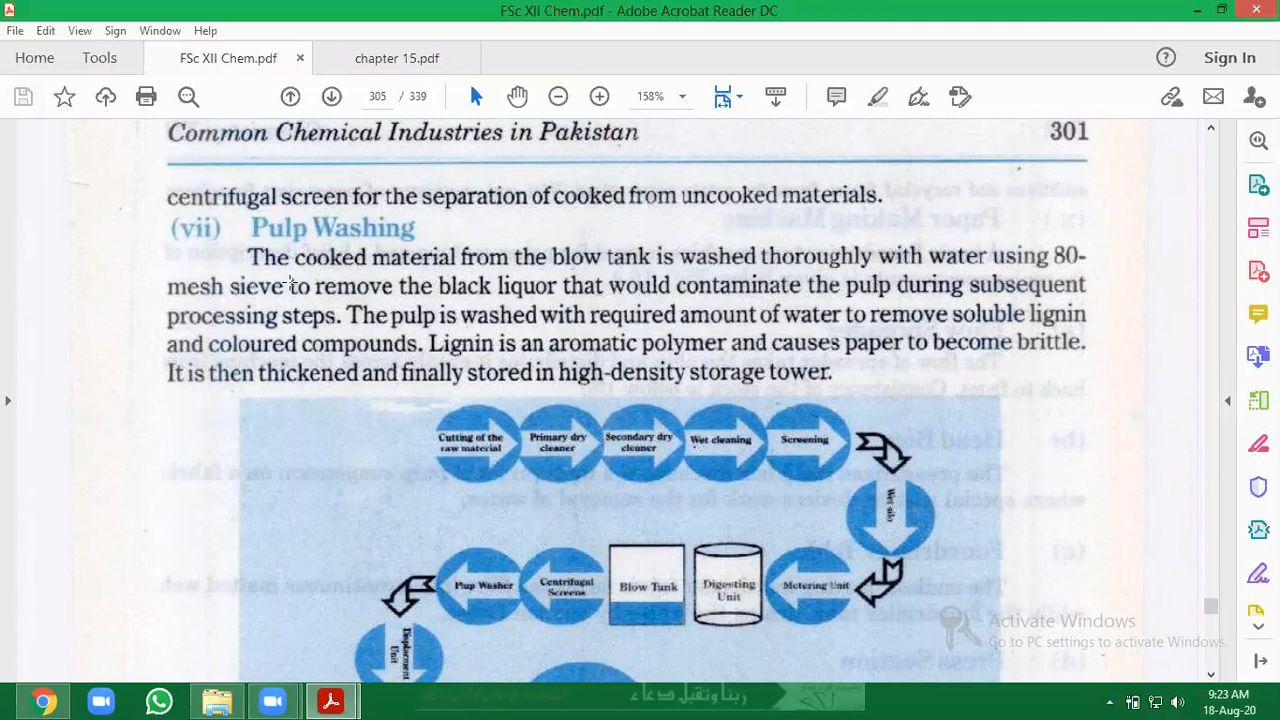 FSc XII Chem.pdf - Adobe Acrobat Reader DC
File Edit View Sign Window Help
Home Tools FSc XII Chem.pdf × chapter 15.pdf Sign In
305 / 339 158%
Common Chemical Industries in Pakistan 301
centrifugal screen for the separation of cooked from uncooked materials.
(vii) Pulp Washing
The cooked material from the blow tank is washed thoroughly with water using 80-
mesh sieve to remove the black liquor that would contaminate the pulp during subsequent
processing steps. The pulp is washed with required amount of water to remove soluble lignin
and coloured compounds. Lignin is an aromatic polymer and causes paper to become brittle.
It is then thickened and finally stored in high-density storage tower.
Cutting of the
raw material
Primary dry
cleaner
Secondary dry
cleaner
Wet cleaning
Screening
Wet silo
Metering Unit
Digesting
Unit
Blow Tank
Centrifugal
Screens
Plup Washer
Displacement
Unit
Activate Windows
Go to PC settings to activate Windows.
ربنا وتقبل دعاء
9:23 AM
18-Aug-20